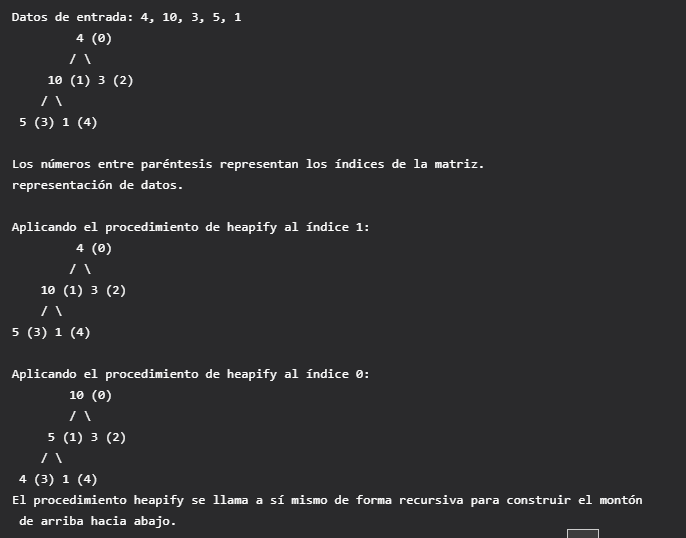 Datos de entrada: 4, 10, 3, 5, 1
         4 (0)
        / \
     10 (1) 3 (2)
    / \
 5 (3) 1 (4)

Los números entre paréntesis representan los índices de la matriz.
representación de datos.

Aplicando el procedimiento de heapify al índice 1:
         4 (0)
        / \
    10 (1) 3 (2)
    / \
5 (3) 1 (4)

Aplicando el procedimiento de heapify al índice 0:
        10 (0)
        / \
     5 (1) 3 (2)
    / \
 4 (3) 1 (4)
El procedimiento heapify se llama a sí mismo de forma recursiva para construir el montón
 de arriba hacia abajo.